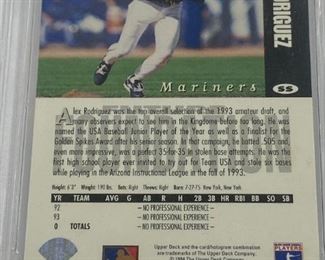 RIGUEZ
Mariners
SS
Alex Rodriguez was the top overall selection of the 1993 amateur draft, and
many observers expect to see him in the Kingdome before too long. He was
named the USA Baseball Junior Player of the Year as well as a finalist for the
Golden Spikes Award after his senior season. In that campaign, he batted .505 and,
even more impressive, was a perfect 35-for-35 in stolen base attempts. He was the
first high school player ever invited to try out for Team USA and stole six bases
while playing in the Arizona Instructional League in the fall of 1993.
Height: 6'3" Weight: 190 lbs. Bats: Right Throws: Right Born: 7-27-75, New York, New York
YR TEAM AVG G AB R H 2B 3B HR RBI BB SO SB
92 —NO PROFESSIONAL EXPERIENCE—
93 —NO PROFESSIONAL EXPERIENCE—
0 TOTALS —NO PROFESSIONAL EXPERIENCE—
Upper Deck and the card/hologram combination
are trademarks of The Upper Deck Company.
© 1994 The Upper Deck Company.
PLAYERS